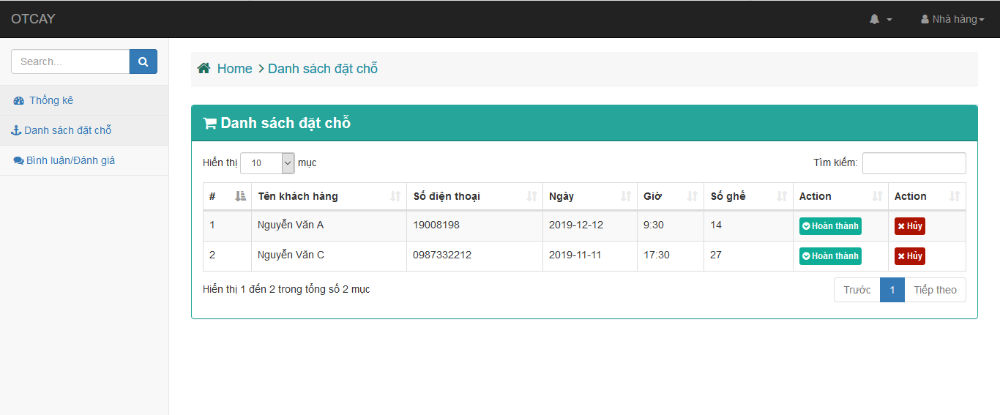 OTCAY
Nhà hàng
Search...
Home Danh sách đặt chỗ
Thống kê
Danh sách đặt chỗ
Bình luận/Đánh giá
Danh sách đặt chỗ
Hiển thị 10 mục Tìm kiếm:
# Tên khách hàng Số điện thoại Ngày Giờ Số ghế Action Action
1 Nguyễn Văn A 19008198 2019-12-12 9:30 14 Hoàn thành Hủy
2 Nguyễn Văn C 0987332212 2019-11-11 17:30 27 Hoàn thành Hủy
Hiển thị 1 đến 2 trong tổng số 2 mục Trước 1 Tiếp theo